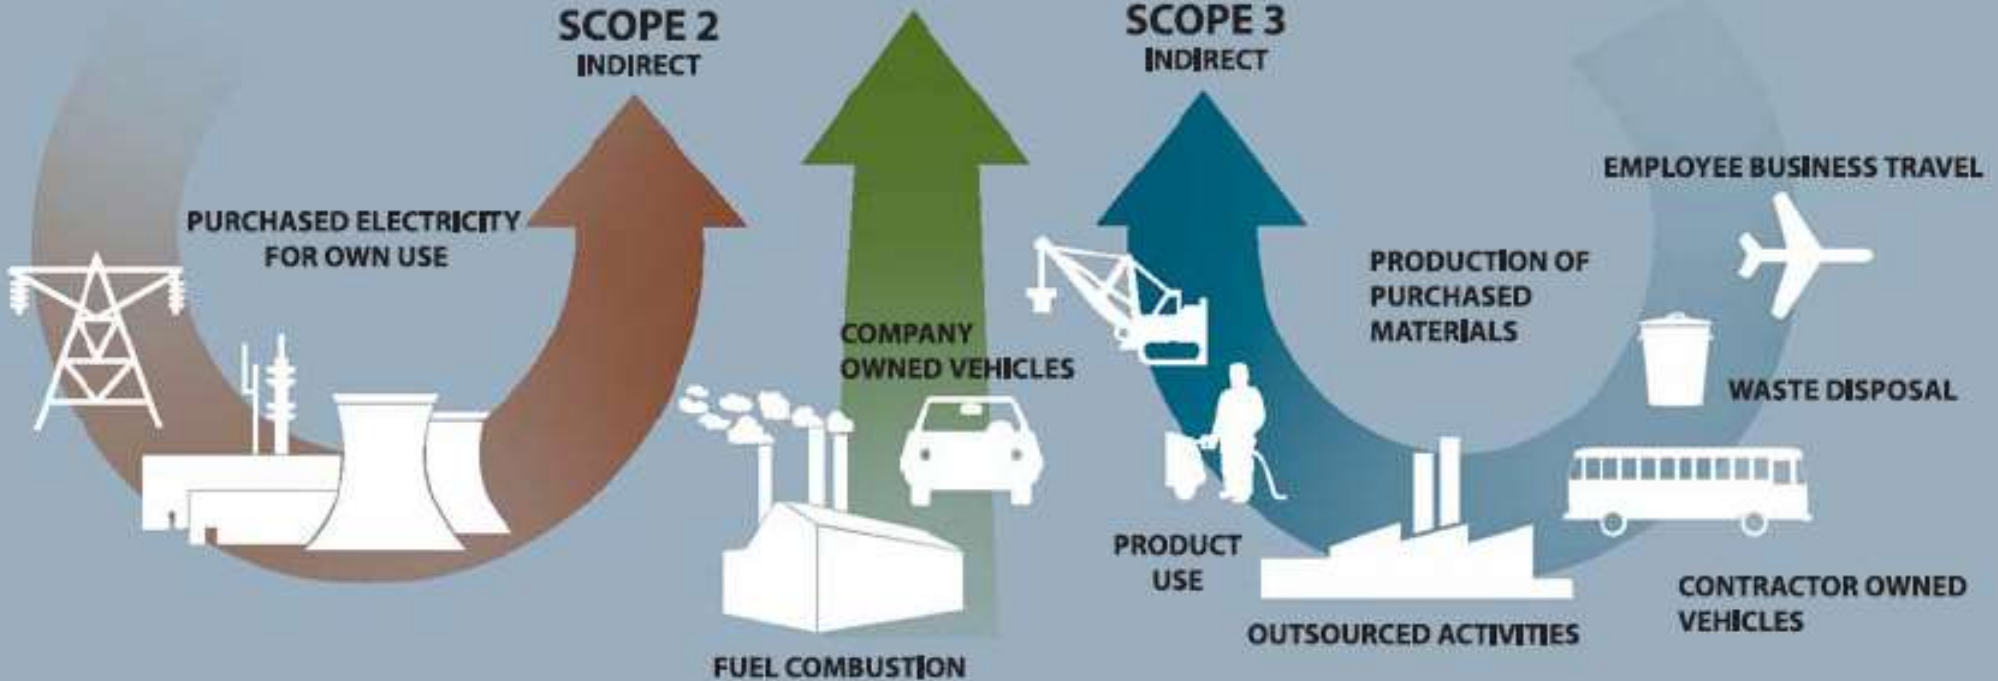 SCOPE 2
INDIRECT
PURCHASED ELECTRICITY
FOR OWN USE
COMPANY
OWNED VEHICLES
FUEL COMBUSTION
SCOPE 3
INDIRECT
PRODUCTION OF
PURCHASED
MATERIALS
EMPLOYEE BUSINESS TRAVEL
WASTE DISPOSAL
PRODUCT
USE
OUTSOURCED ACTIVITIES
CONTRACTOR OWNED
VEHICLES